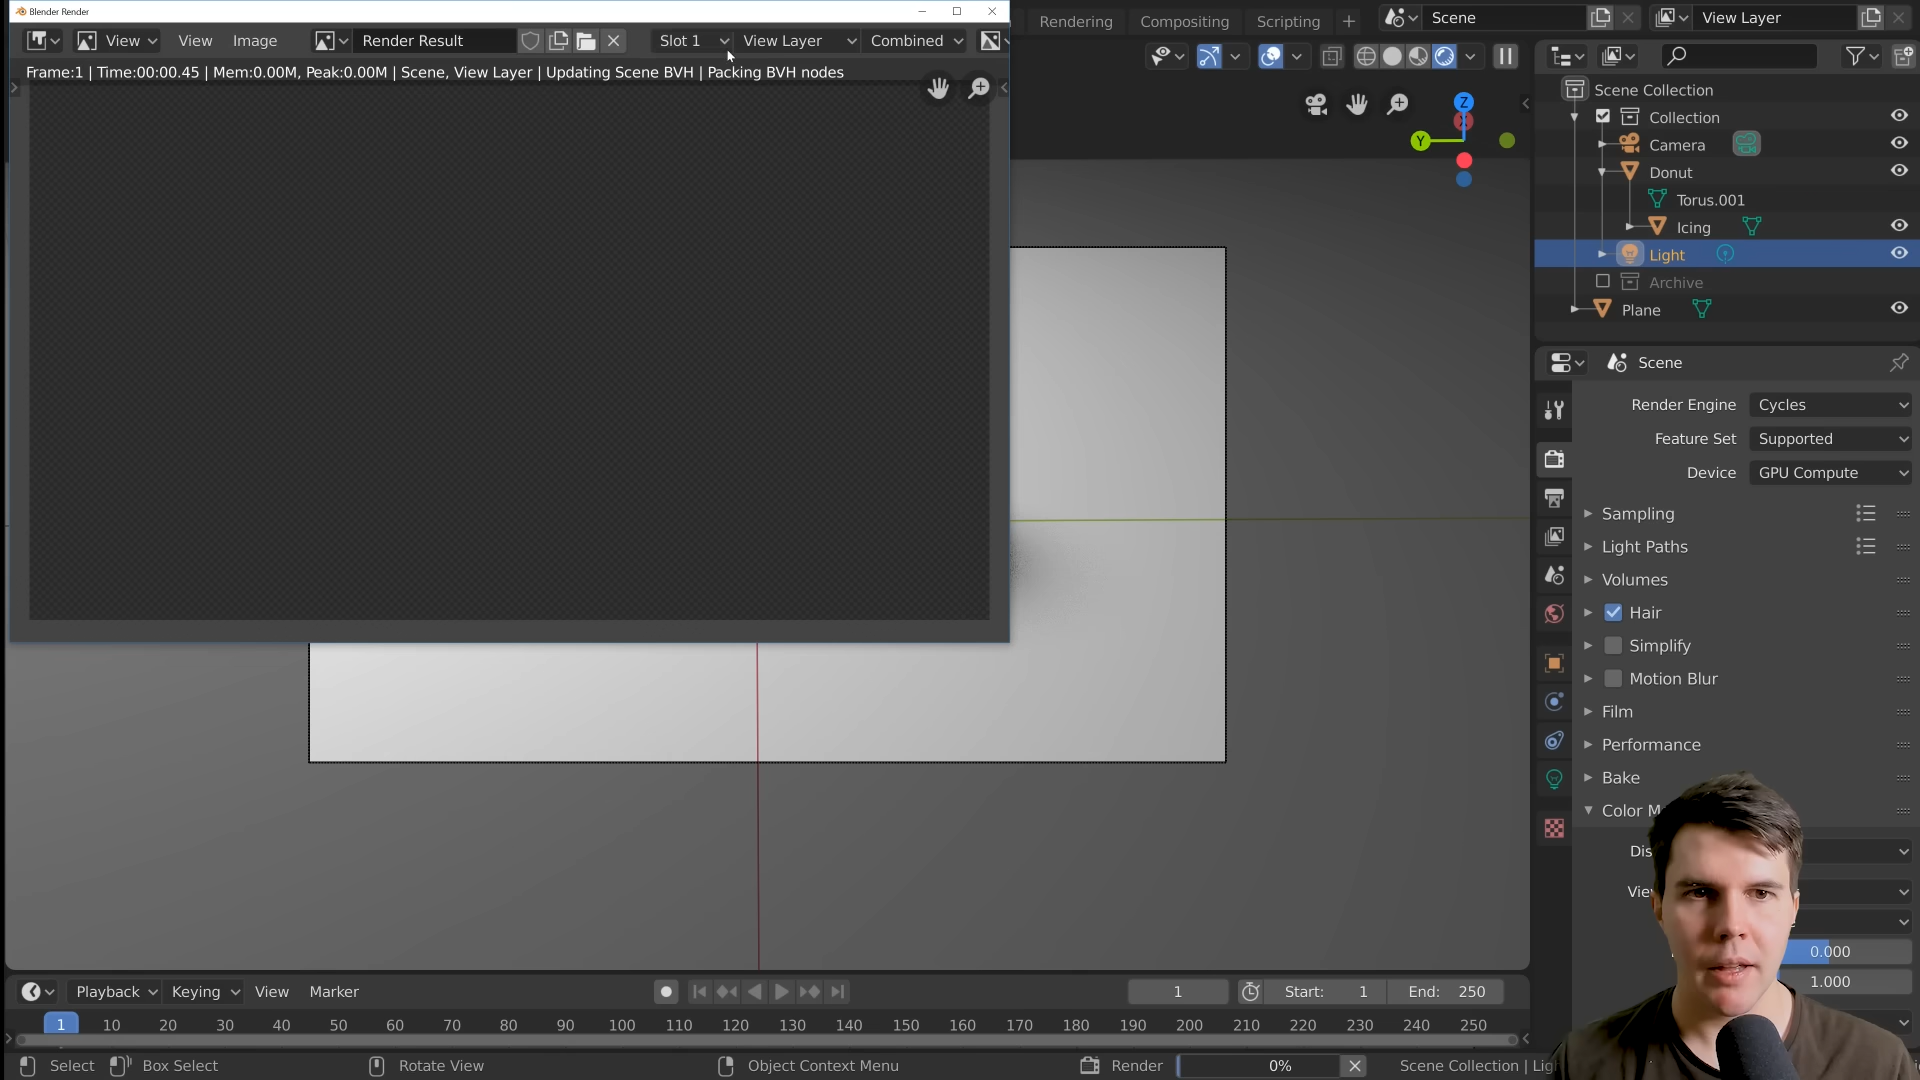 Blender Render
View View Image Render Result Slot 1 View Layer Combined
Frame:1 | Time:00:00.45 | Mem:0.00M, Peak:0.00M | Scene, View Layer | Updating Scene BVH | Packing BVH nodes
Rendering Compositing Scripting
Scene View Layer
Z
Y
X
Scene Collection
Collection
Camera
Donut
Torus.001
Icing
Light
Archive
Plane
Scene
Render Engine Cycles
Feature Set Supported
Device GPU Compute
Sampling
Light Paths
Volumes
Hair
Simplify
Motion Blur
Film
Performance
Bake
Color M
Dis
Vie
0.000
1.000
Playback Keying View Marker 1 Start: 1 End: 250
1 10 20 30 40 50 60 70 80 90 100 110 120 130 140 150 160 170 180 190 200 210 220 230 240 250
Select Box Select Rotate View Object Context Menu Render 0% Scene Collection | Lig